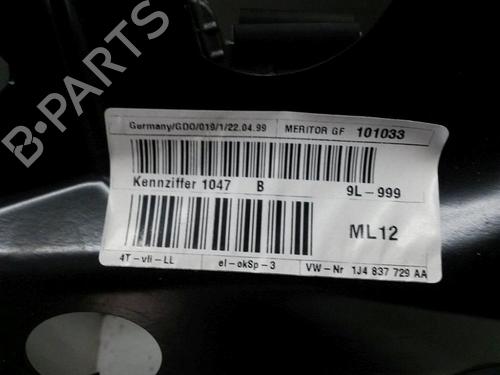 B-PARTS
Germany/GDO/019/1/22.04.99 MERITOR GF 101033
Kennziffer 1047 B 9L-999
ML12
4T-vli-LL el-okSp-3 VW-Nr 1J4 837 729 AA